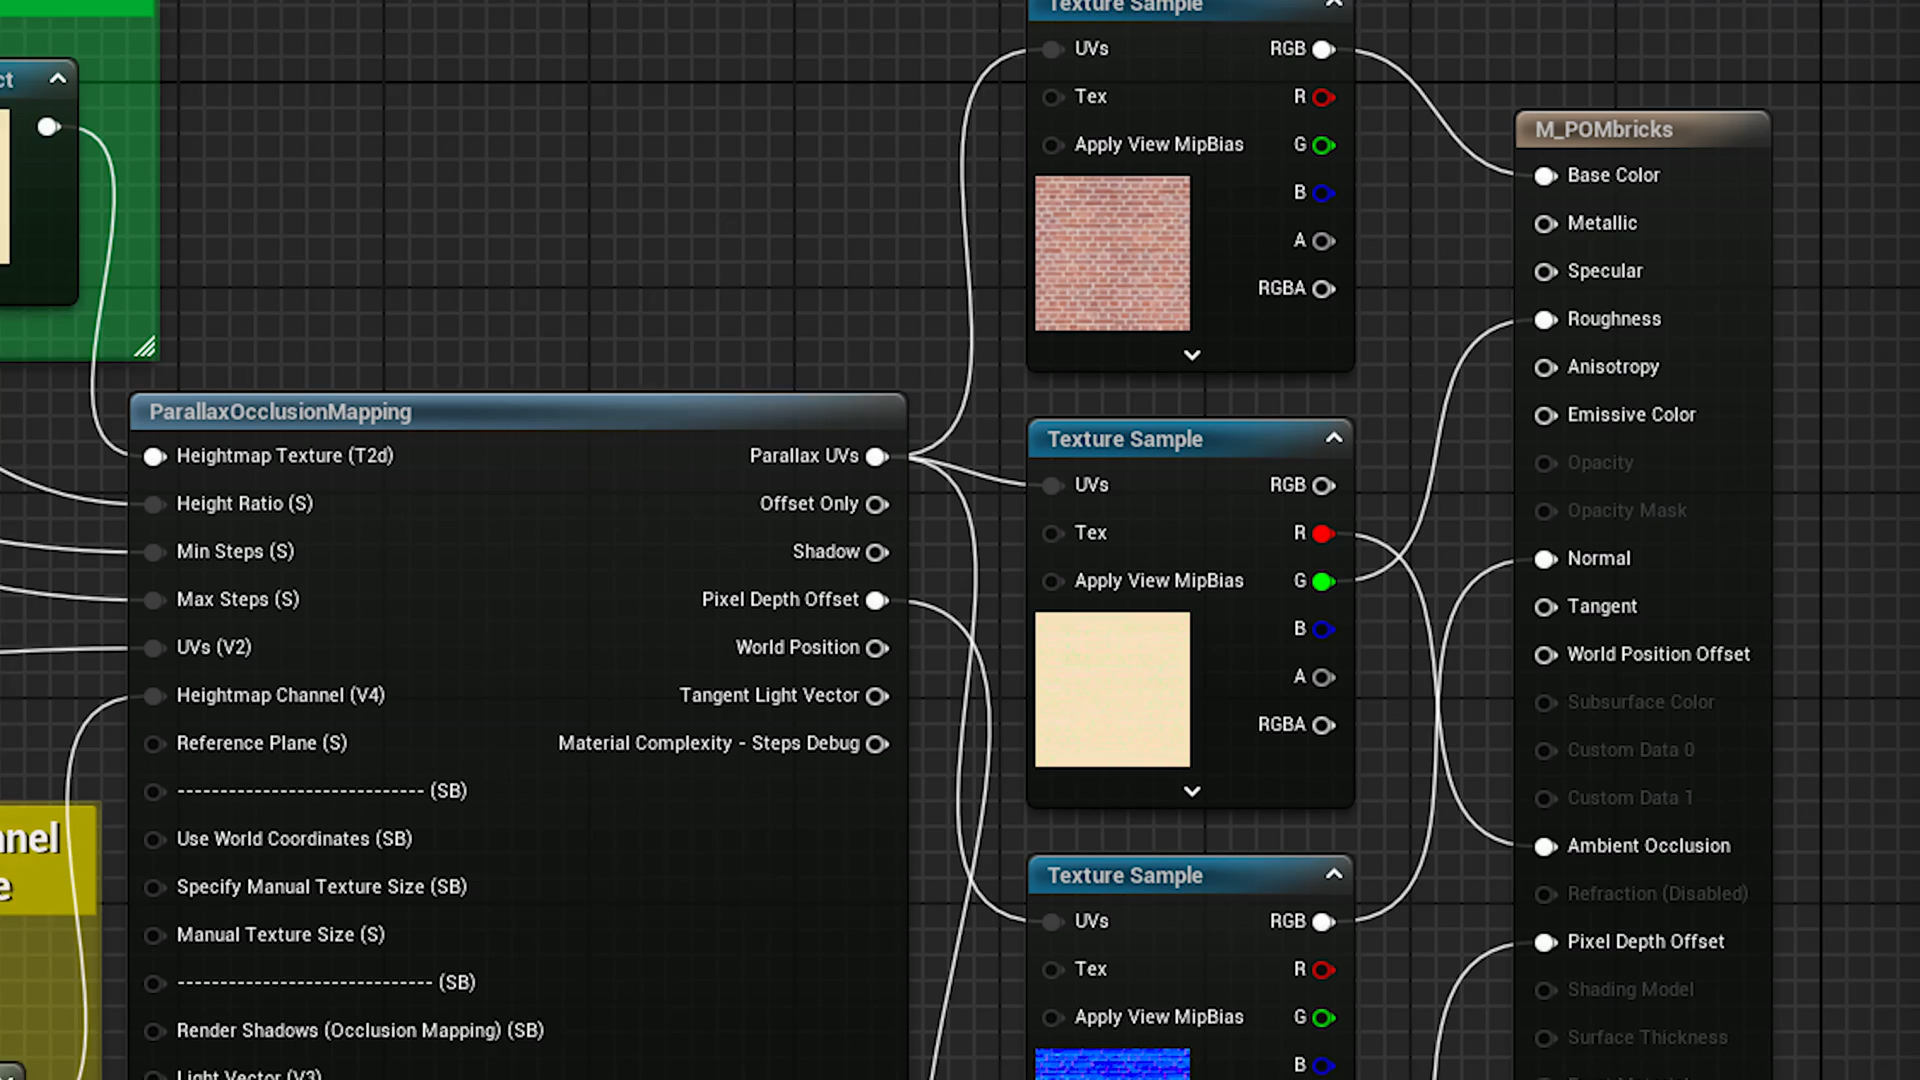 ct
ParallaxOcclusionMapping
Heightmap Texture (T2d)
Height Ratio (S)
Min Steps (S)
Max Steps (S)
UVs (V2)
Heightmap Channel (V4)
Reference Plane (S)
-------------------------- (SB)
Use World Coordinates (SB)
Specify Manual Texture Size (SB)
Manual Texture Size (S)
--------------------------- (SB)
Render Shadows (Occlusion Mapping) (SB)
Light Vector (V3)
Parallax UVs
Offset Only
Shadow
Pixel Depth Offset
World Position
Tangent Light Vector
Material Complexity - Steps Debug
nnel
e
Texture Sample
UVs RGB
Tex R
Apply View MipBias G
B
A
RGBA
Texture Sample
UVs RGB
Tex R
Apply View MipBias G
B
A
RGBA
Texture Sample
UVs RGB
Tex R
Apply View MipBias G
B
M_POMbricks
Base Color
Metallic
Specular
Roughness
Anisotropy
Emissive Color
Opacity
Opacity Mask
Normal
Tangent
World Position Offset
Subsurface Color
Custom Data 0
Custom Data 1
Ambient Occlusion
Refraction (Disabled)
Pixel Depth Offset
Shading Model
Surface Thickness